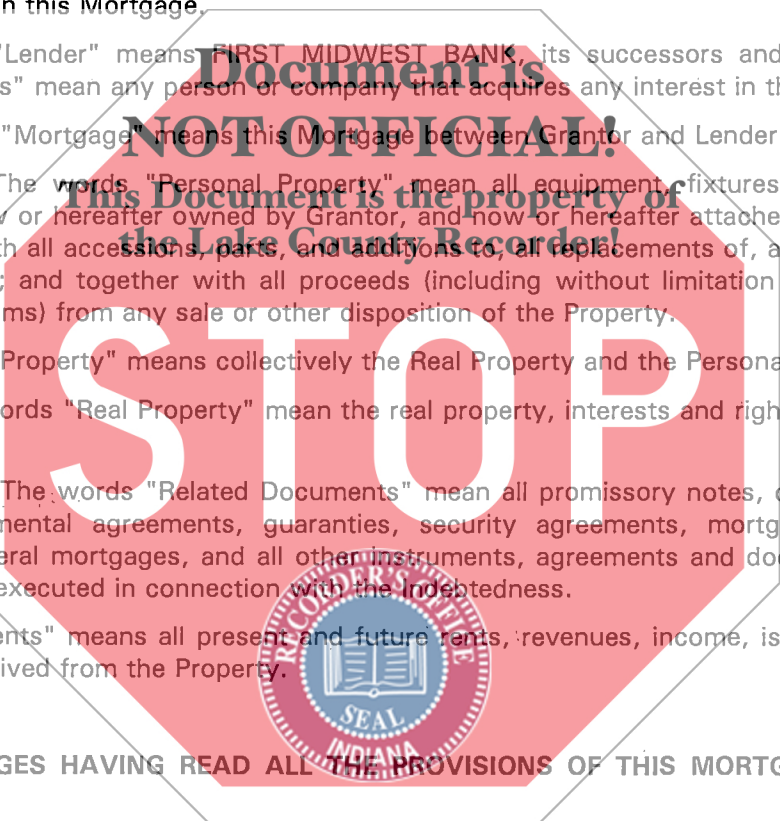 n this Mortgage.
"Lender" means FIRST MIDWEST BANK, its successors and
s" mean any person or company that acquires any interest in th
Document is
"Mortgage" means this Mortgage between Grantor and Lender
NOT OFFICIAL!
The words "Personal Property" mean all equipment, fixtures
This Document is the property of
or hereafter owned by Grantor, and now or hereafter attache
the Lake County Recorder!
th all accessions, parts, and additions to, all replacements of, a
; and together with all proceeds (including without limitation
ms) from any sale or other disposition of the Property.
STOP
Property" means collectively the Real Property and the Persona
ords "Real Property" mean the real property, interests and righ
The words "Related Documents" mean all promissory notes, c
mental agreements, guaranties, security agreements, mortg
eral mortgages, and all other instruments, agreements and do
executed in connection with the Indebtedness.
RECORDER'S OFFICE
ents" means all present and future rents, revenues, income, is
ived from the Property.
SEAL
INDIANA
GES HAVING READ ALL THE PROVISIONS OF THIS MORTG